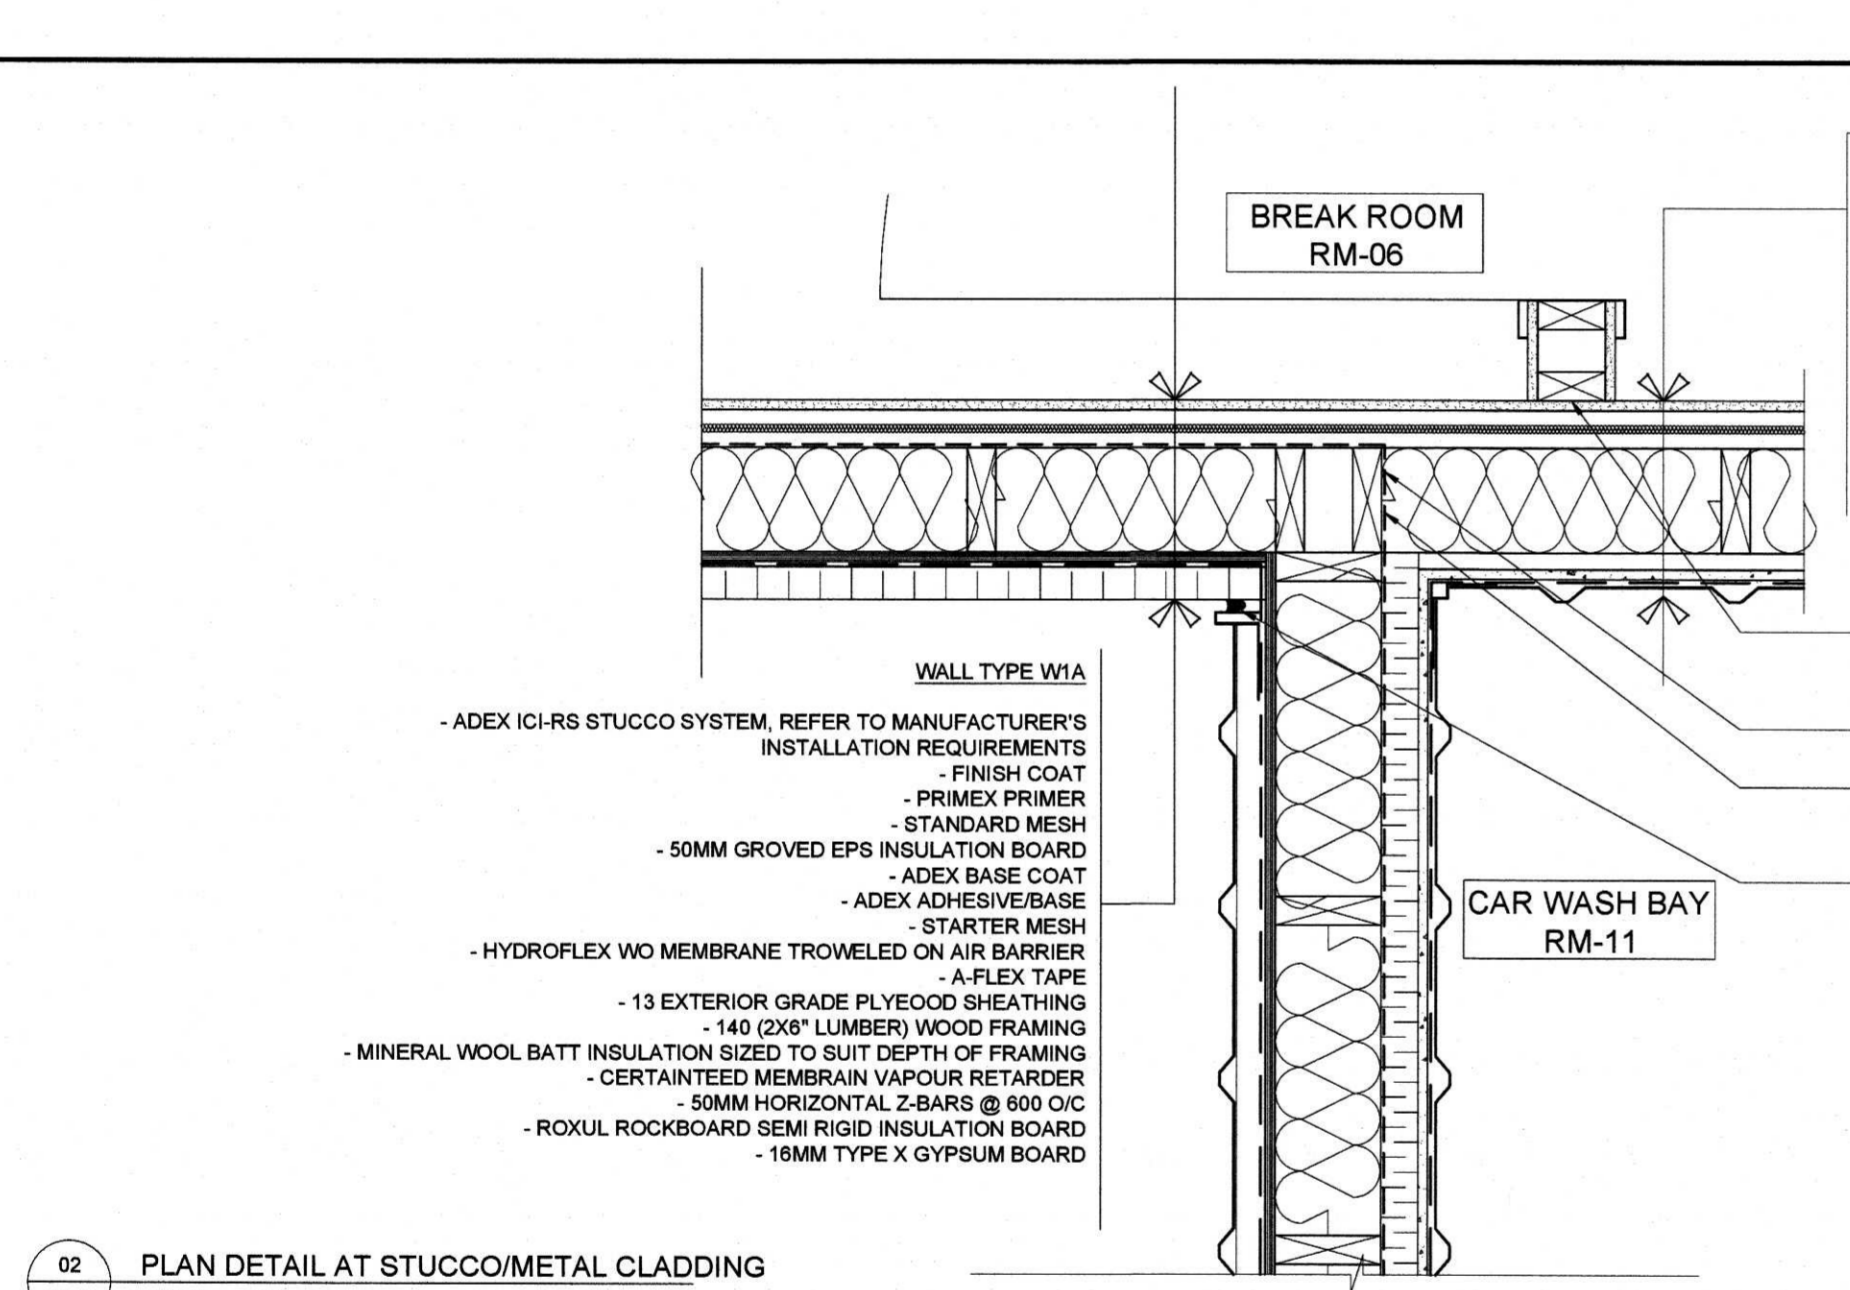 BREAK ROOM
RM-06
WALL TYPE W1A
- ADEX ICI-RS STUCCO SYSTEM, REFER TO MANUFACTURER'S
INSTALLATION REQUIREMENTS
- FINISH COAT
- PRIMEX PRIMER
- STANDARD MESH
- 50MM GROVED EPS INSULATION BOARD
- ADEX BASE COAT
- ADEX ADHESIVE/BASE
- STARTER MESH
- HYDROFLEX WO MEMBRANE TROWELED ON AIR BARRIER
- A-FLEX TAPE
- 13 EXTERIOR GRADE PLYEOOD SHEATHING
- 140 (2X6" LUMBER) WOOD FRAMING
- MINERAL WOOL BATT INSULATION SIZED TO SUIT DEPTH OF FRAMING
- CERTAINTEED MEMBRAIN VAPOUR RETARDER
- 50MM HORIZONTAL Z-BARS @ 600 O/C
- ROXUL ROCKBOARD SEMI RIGID INSULATION BOARD
- 16MM TYPE X GYPSUM BOARD
CAR WASH BAY
RM-11
02 PLAN DETAIL AT STUCCO/METAL CLADDING